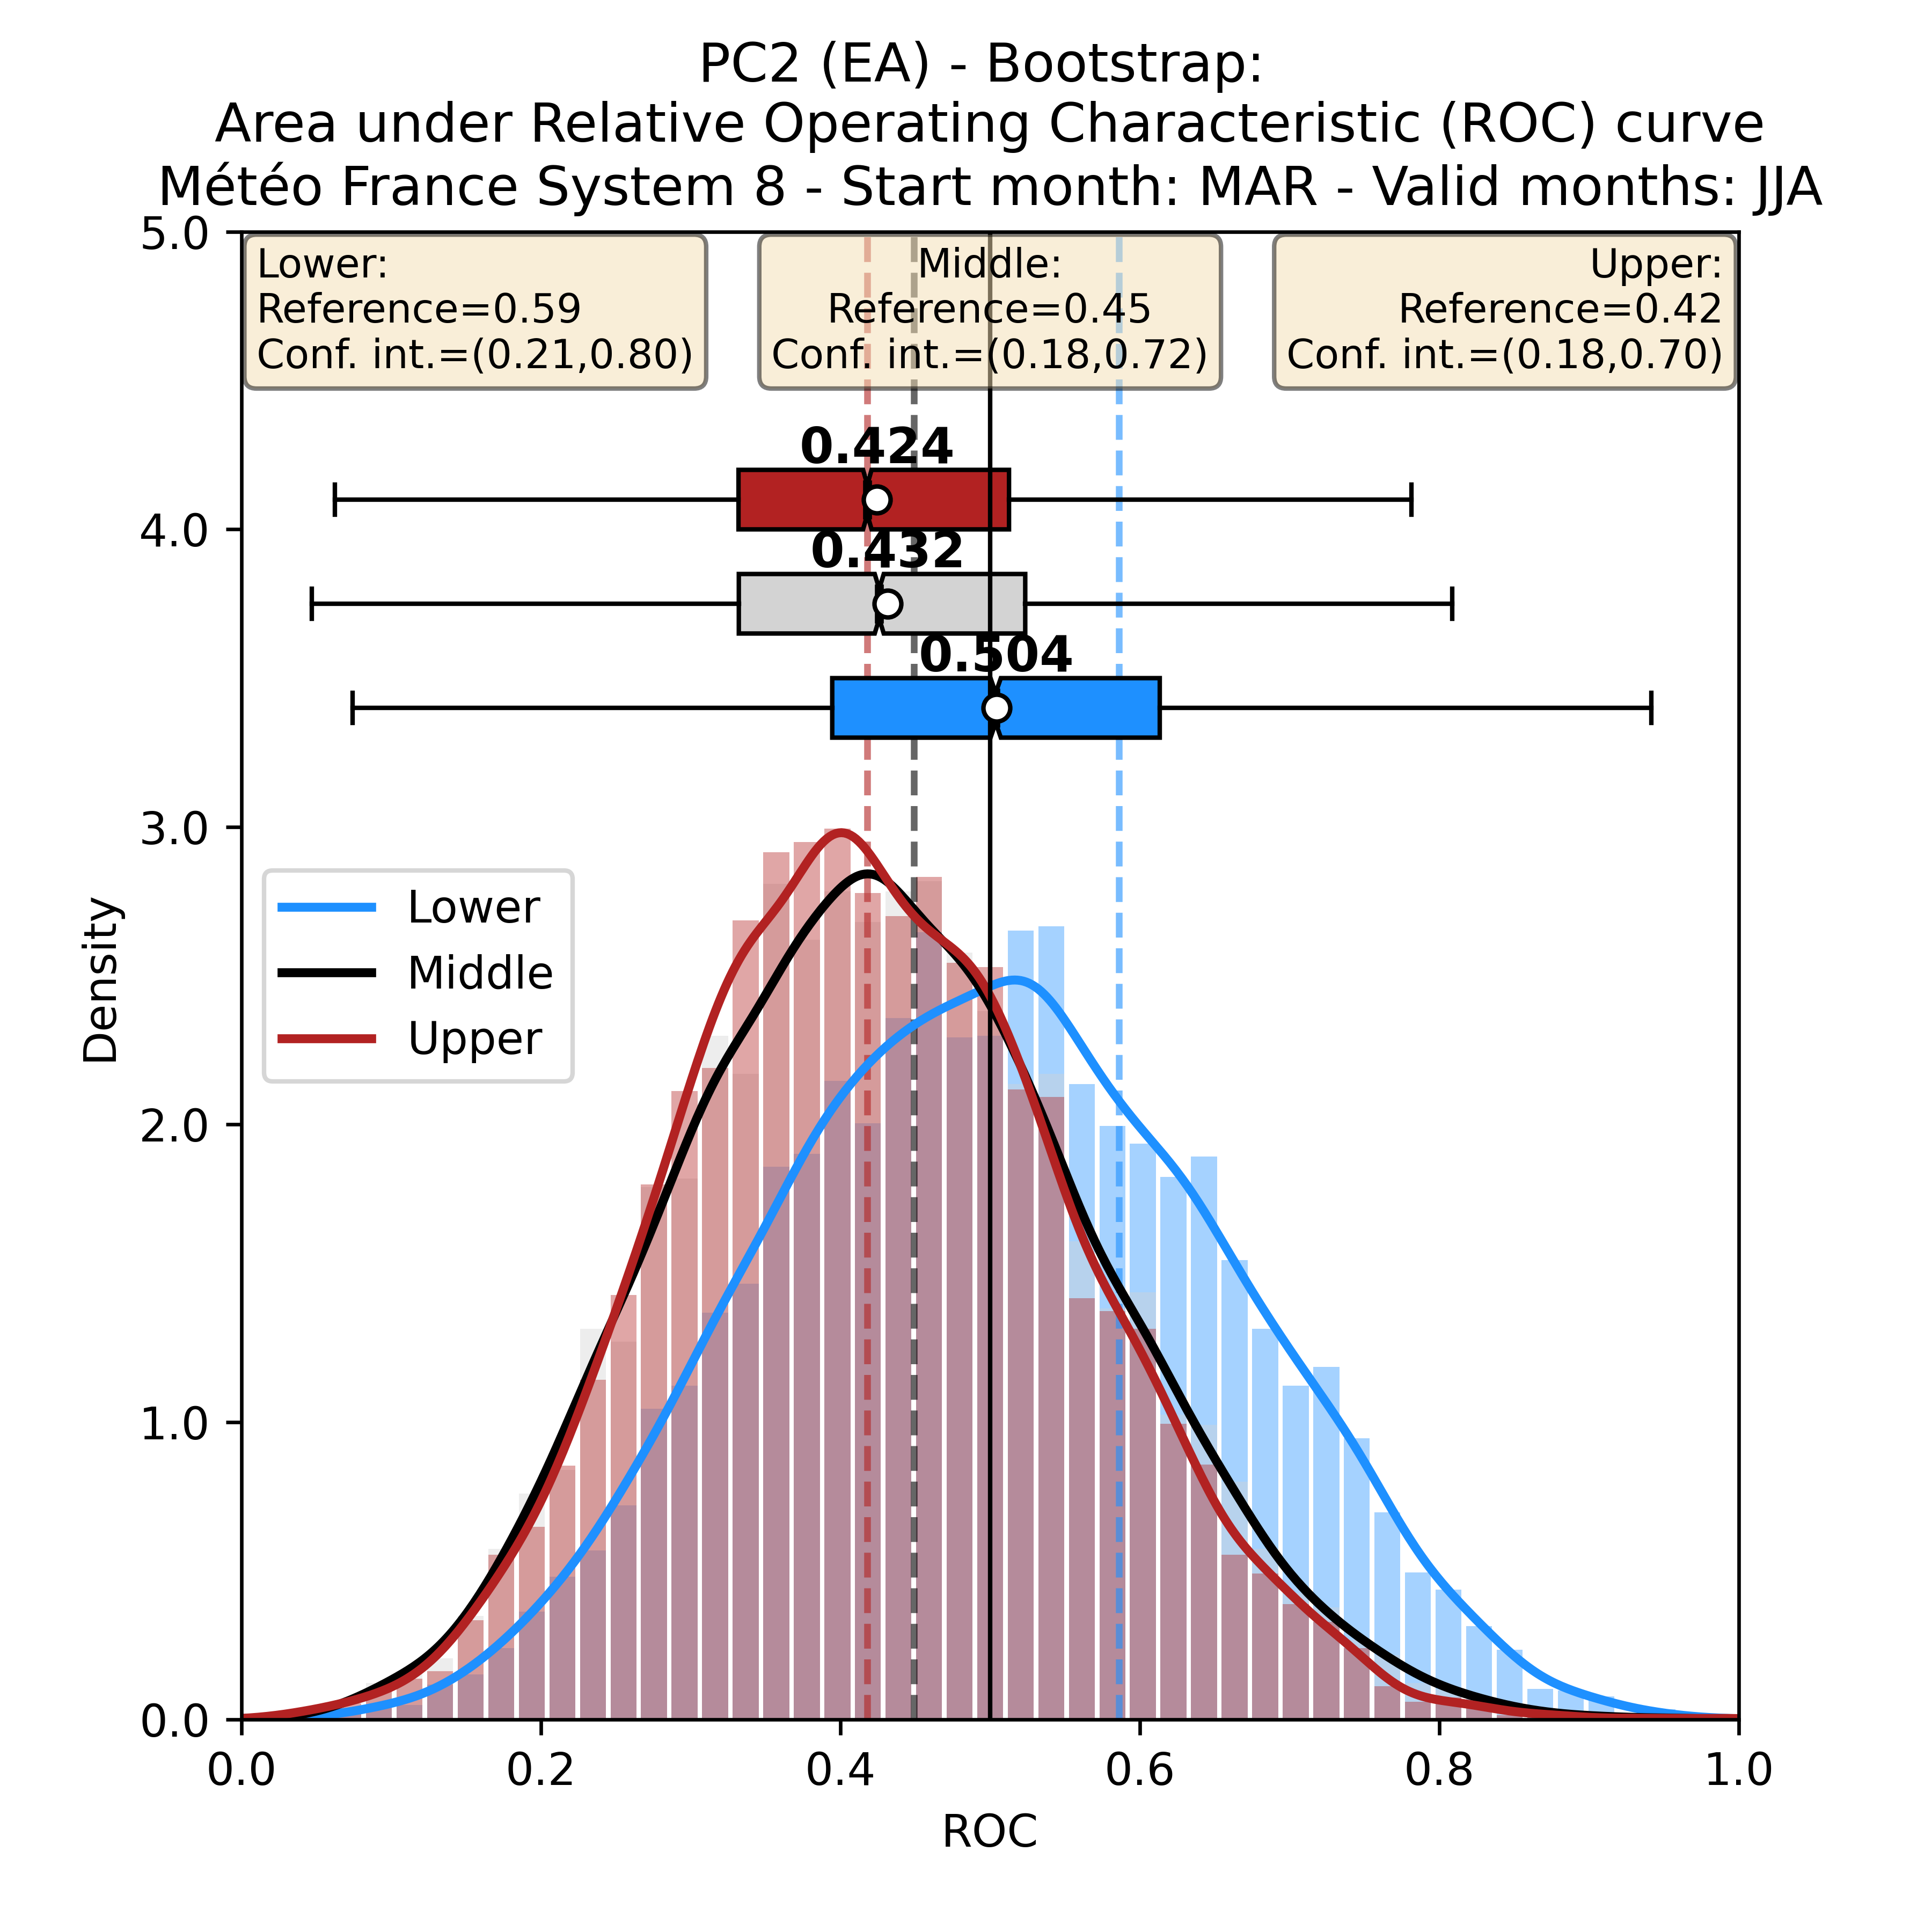 PC2 (EA) - Bootstrap:
Area under Relative Operating Characteristic (ROC) curve
Météo France System 8 - Start month: MAR - Valid months: JJA
Lower:
Reference=0.59
Conf. int.=(0.21,0.80)
Middle:
Reference=0.45
Conf. int.=(0.18,0.72)
Upper:
Reference=0.42
Conf. int.=(0.18,0.70)
0.424
0.432
0.504
Lower
Middle
Upper
Density
5.0
4.0
3.0
2.0
1.0
0.0
0.0 0.2 0.4 0.6 0.8 1.0
ROC